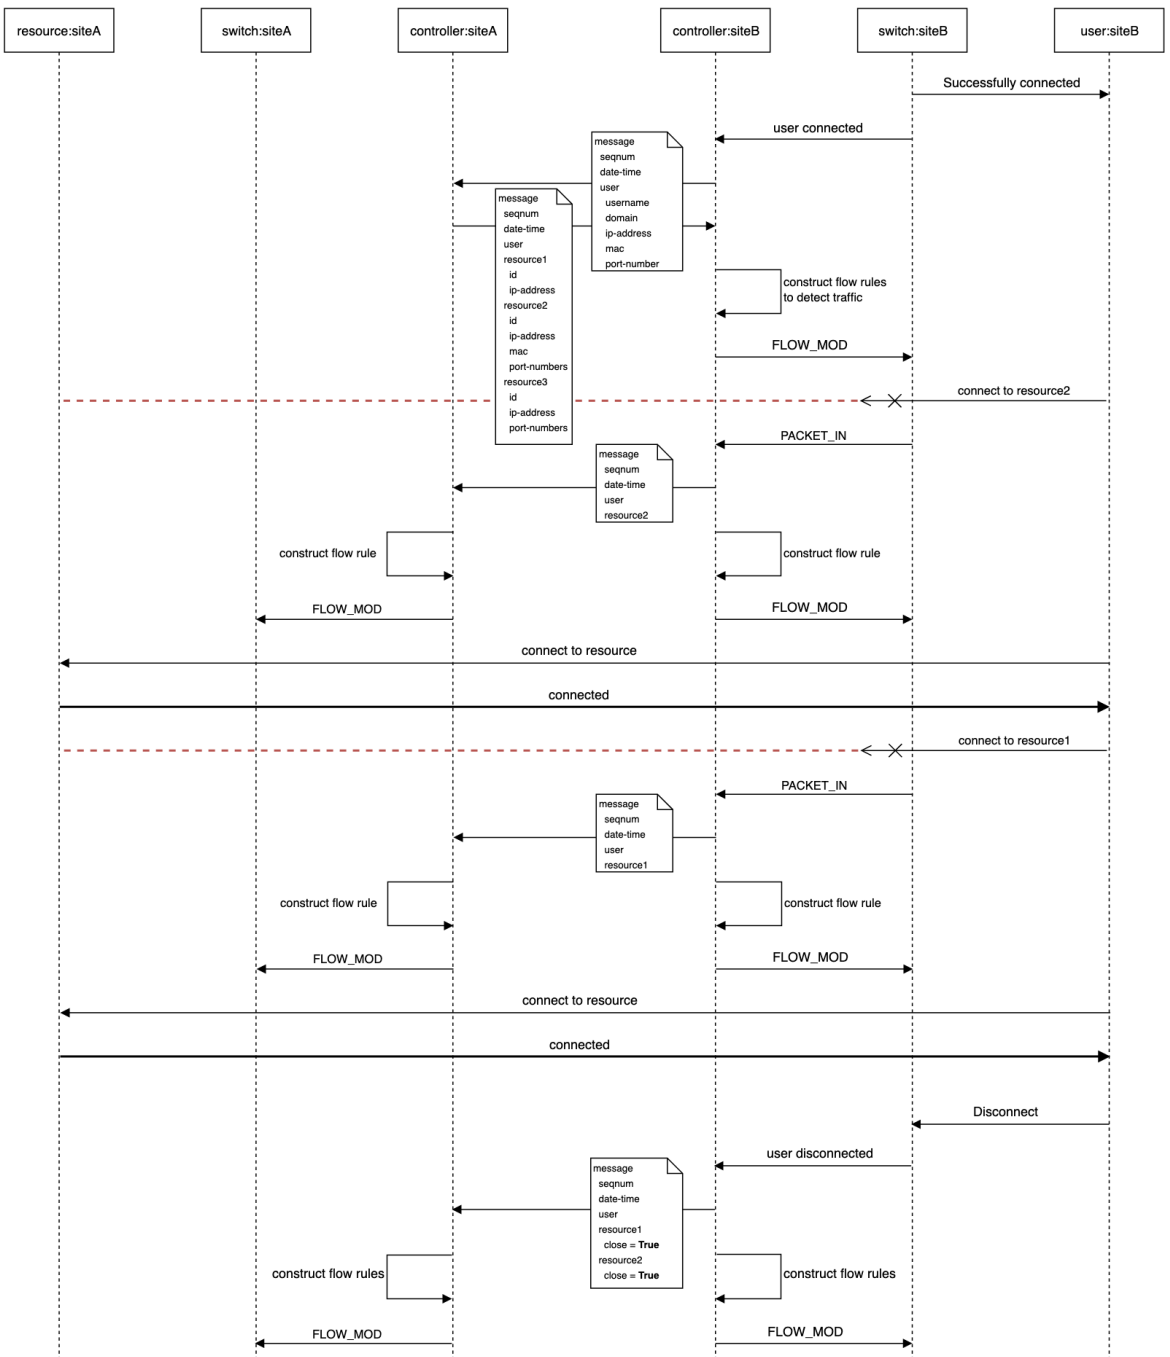 resource:siteA
switch:siteA
controller:siteA
controller:siteB
switch:siteB
user:siteB
Successfully connected
user connected
message
seqnum
date-time
user
username
domain
ip-address
mac
port-number
message
seqnum
date-time
user
resource1
id
ip-address
resource2
id
ip-address
mac
port-numbers
resource3
id
ip-address
port-numbers
construct flow rules
to detect traffic
FLOW_MOD
connect to resource2
PACKET_IN
message
seqnum
date-time
user
resource2
construct flow rule
construct flow rule
FLOW_MOD
FLOW_MOD
connect to resource
connected
connect to resource1
PACKET_IN
message
seqnum
date-time
user
resource1
construct flow rule
construct flow rule
FLOW_MOD
FLOW_MOD
connect to resource
connected
Disconnect
user disconnected
message
seqnum
date-time
user
resource1
close = True
resource2
close = True
construct flow rules
construct flow rules
FLOW_MOD
FLOW_MOD